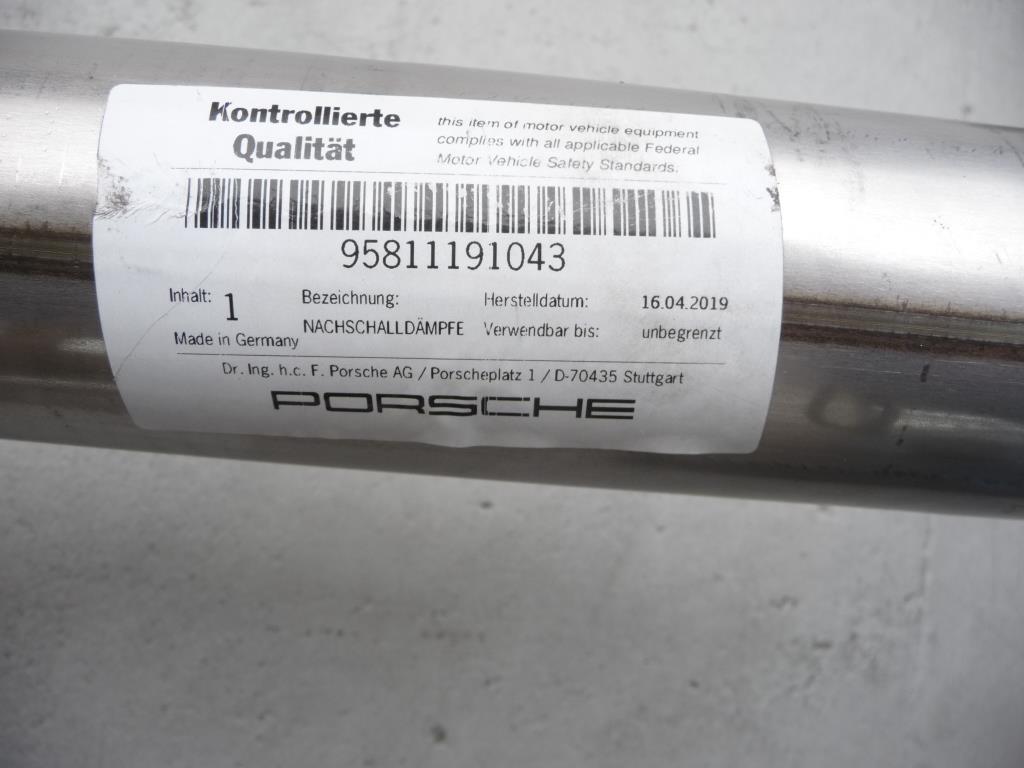 Kontrollierte
Qualität
this item of motor vehicle equipment
complies with all applicable Federal
Motor Vehicle Safety Standards.
95811191043
Inhalt: 1
Bezeichnung:
Herstelldatum: 16.04.2019
NACHSCHALLDÄMPFE
Verwendbar bis: unbegrenzt
Made in Germany
Dr. Ing. h.c. F. Porsche AG / Porscheplatz 1 / D-70435 Stuttgart
PORSCHE